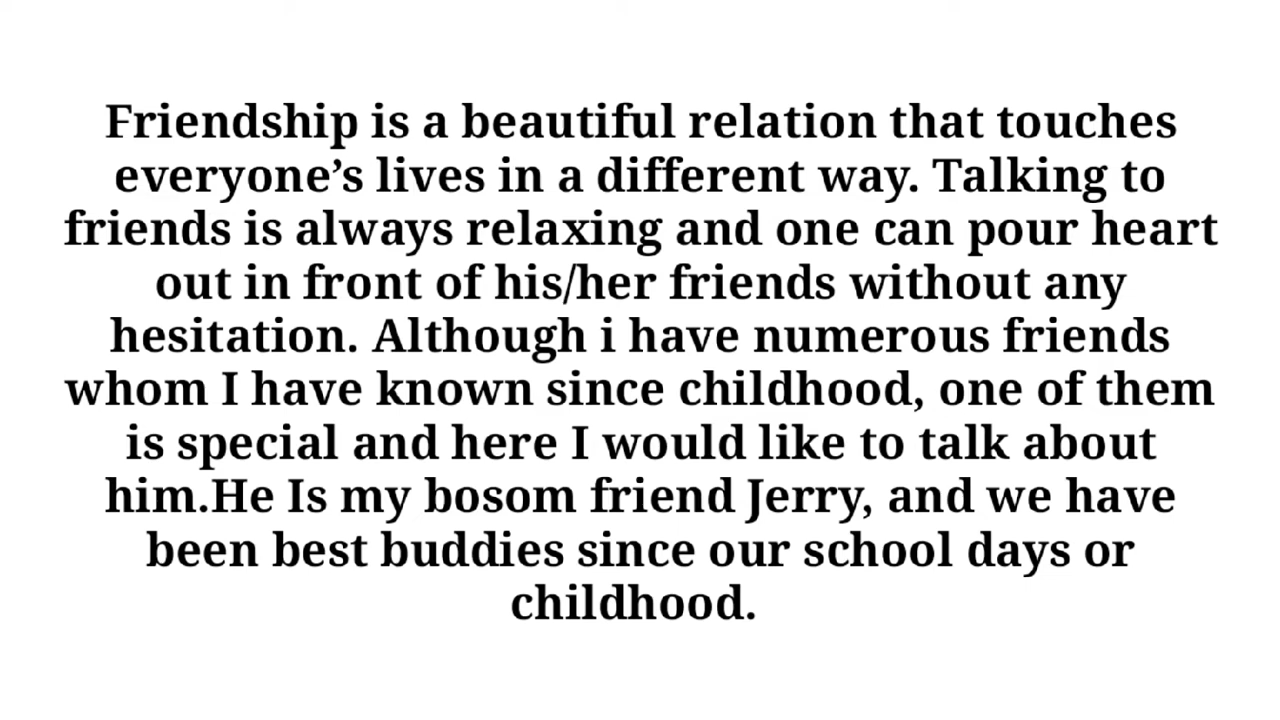 Friendship is a beautiful relation that touches
everyone’s lives in a different way. Talking to
friends is always relaxing and one can pour heart
out in front of his/her friends without any
hesitation. Although i have numerous friends
whom I have known since childhood, one of them
is special and here I would like to talk about
him.He Is my bosom friend Jerry, and we have
been best buddies since our school days or
childhood.